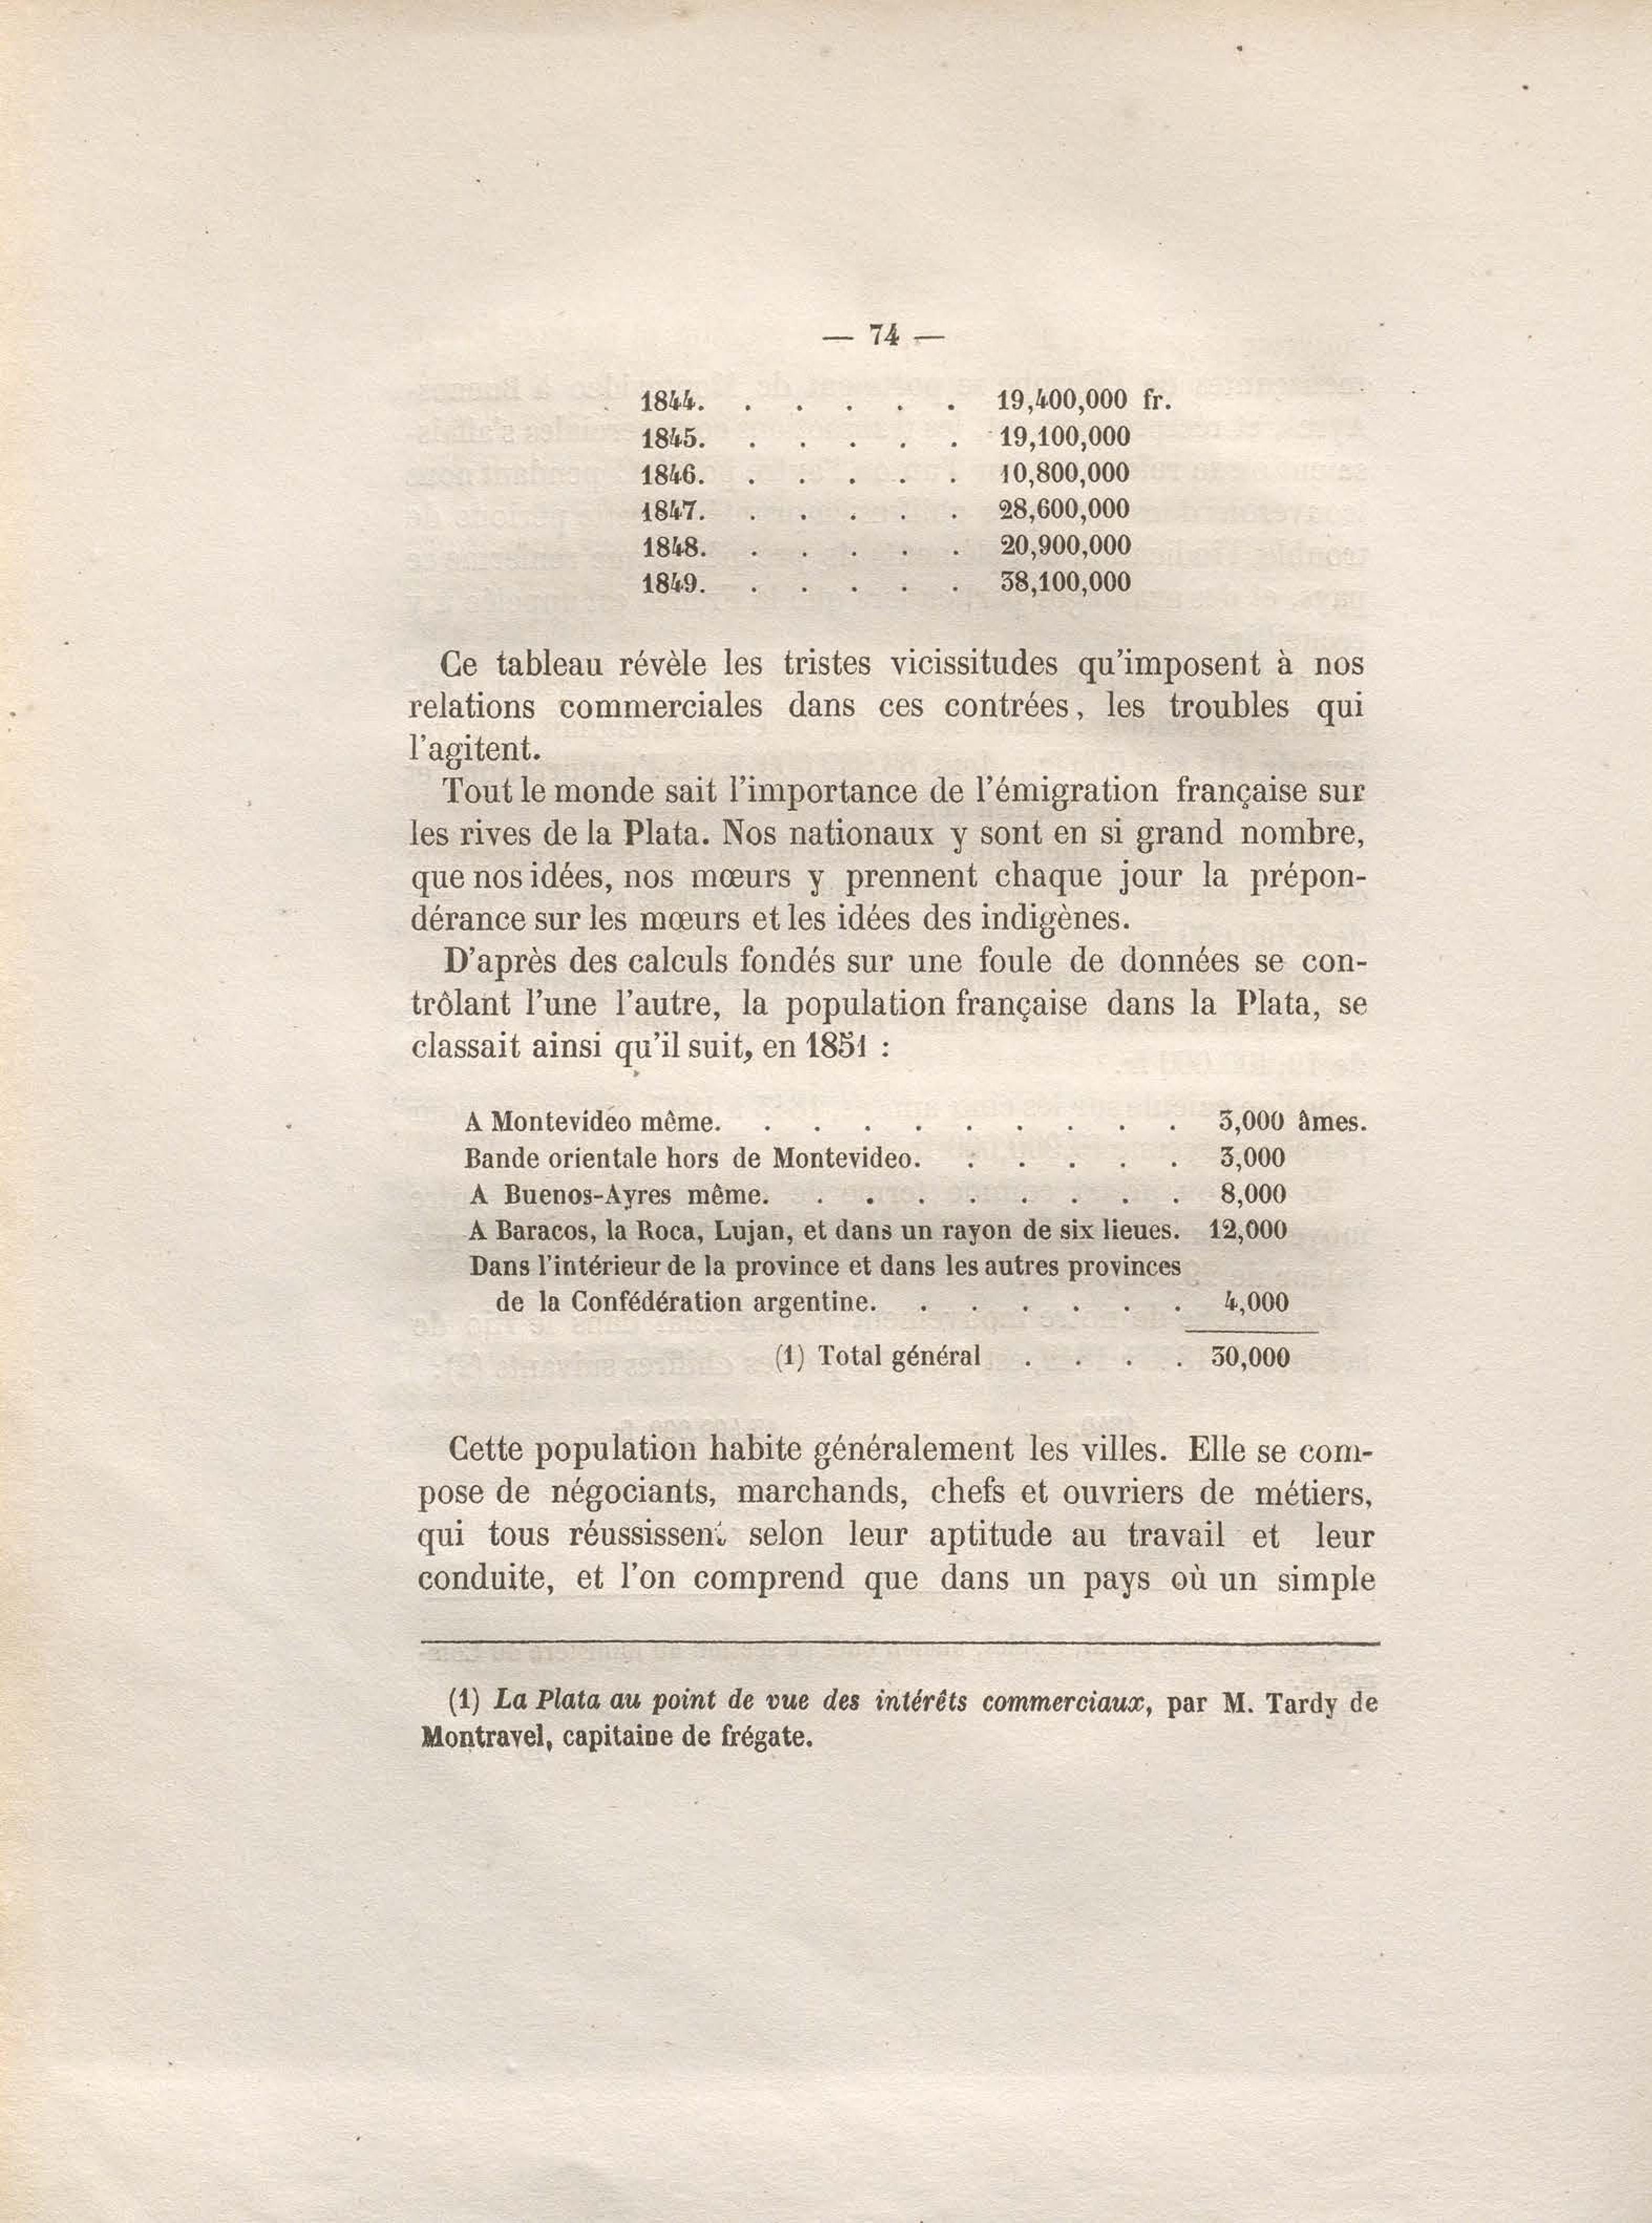 — 74 —
1844. . . . . . 19,400,000 fr.
1845. . . . . . 19,100,000
1846. . . . . . 10,800,000
1847. . . . . . 28,600,000
1848. . . . . . 20,900,000
1849. . . . . . 38,100,000
Ce tableau révèle les tristes vicissitudes qu'imposent à nos
relations commerciales dans ces contrées, les troubles qui
l'agitent.
Tout le monde sait l'importance de l'émigration française sur
les rives de la Plata. Nos nationaux y sont en si grand nombre,
que nos idées, nos mœurs y prennent chaque jour la prépon-
dérance sur les mœurs et les idées des indigènes.
D'après des calculs fondés sur une foule de données se con-
trôlant l'une l'autre, la population française dans la Plata, se
classait ainsi qu'il suit, en 1851 :
A Montevideo même. . . . . . . . . . 3,000 âmes.
Bande orientale hors de Montevideo. . . . . . 3,000
A Buenos-Ayres même. . . . . . . . . 8,000
A Baracos, la Roca, Lujan, et dans un rayon de six lieues. 12,000
Dans l'intérieur de la province et dans les autres provinces
de la Confédération argentine. . . . . . . 4,000
(1) Total général . . . . 30,000
Cette population habite généralement les villes. Elle se com-
pose de négociants, marchands, chefs et ouvriers de métiers,
qui tous réussissent selon leur aptitude au travail et leur
conduite, et l'on comprend que dans un pays où un simple
(1) La Plata au point de vue des intérêts commerciaux, par M. Tardy de
Montravel, capitaine de frégate.